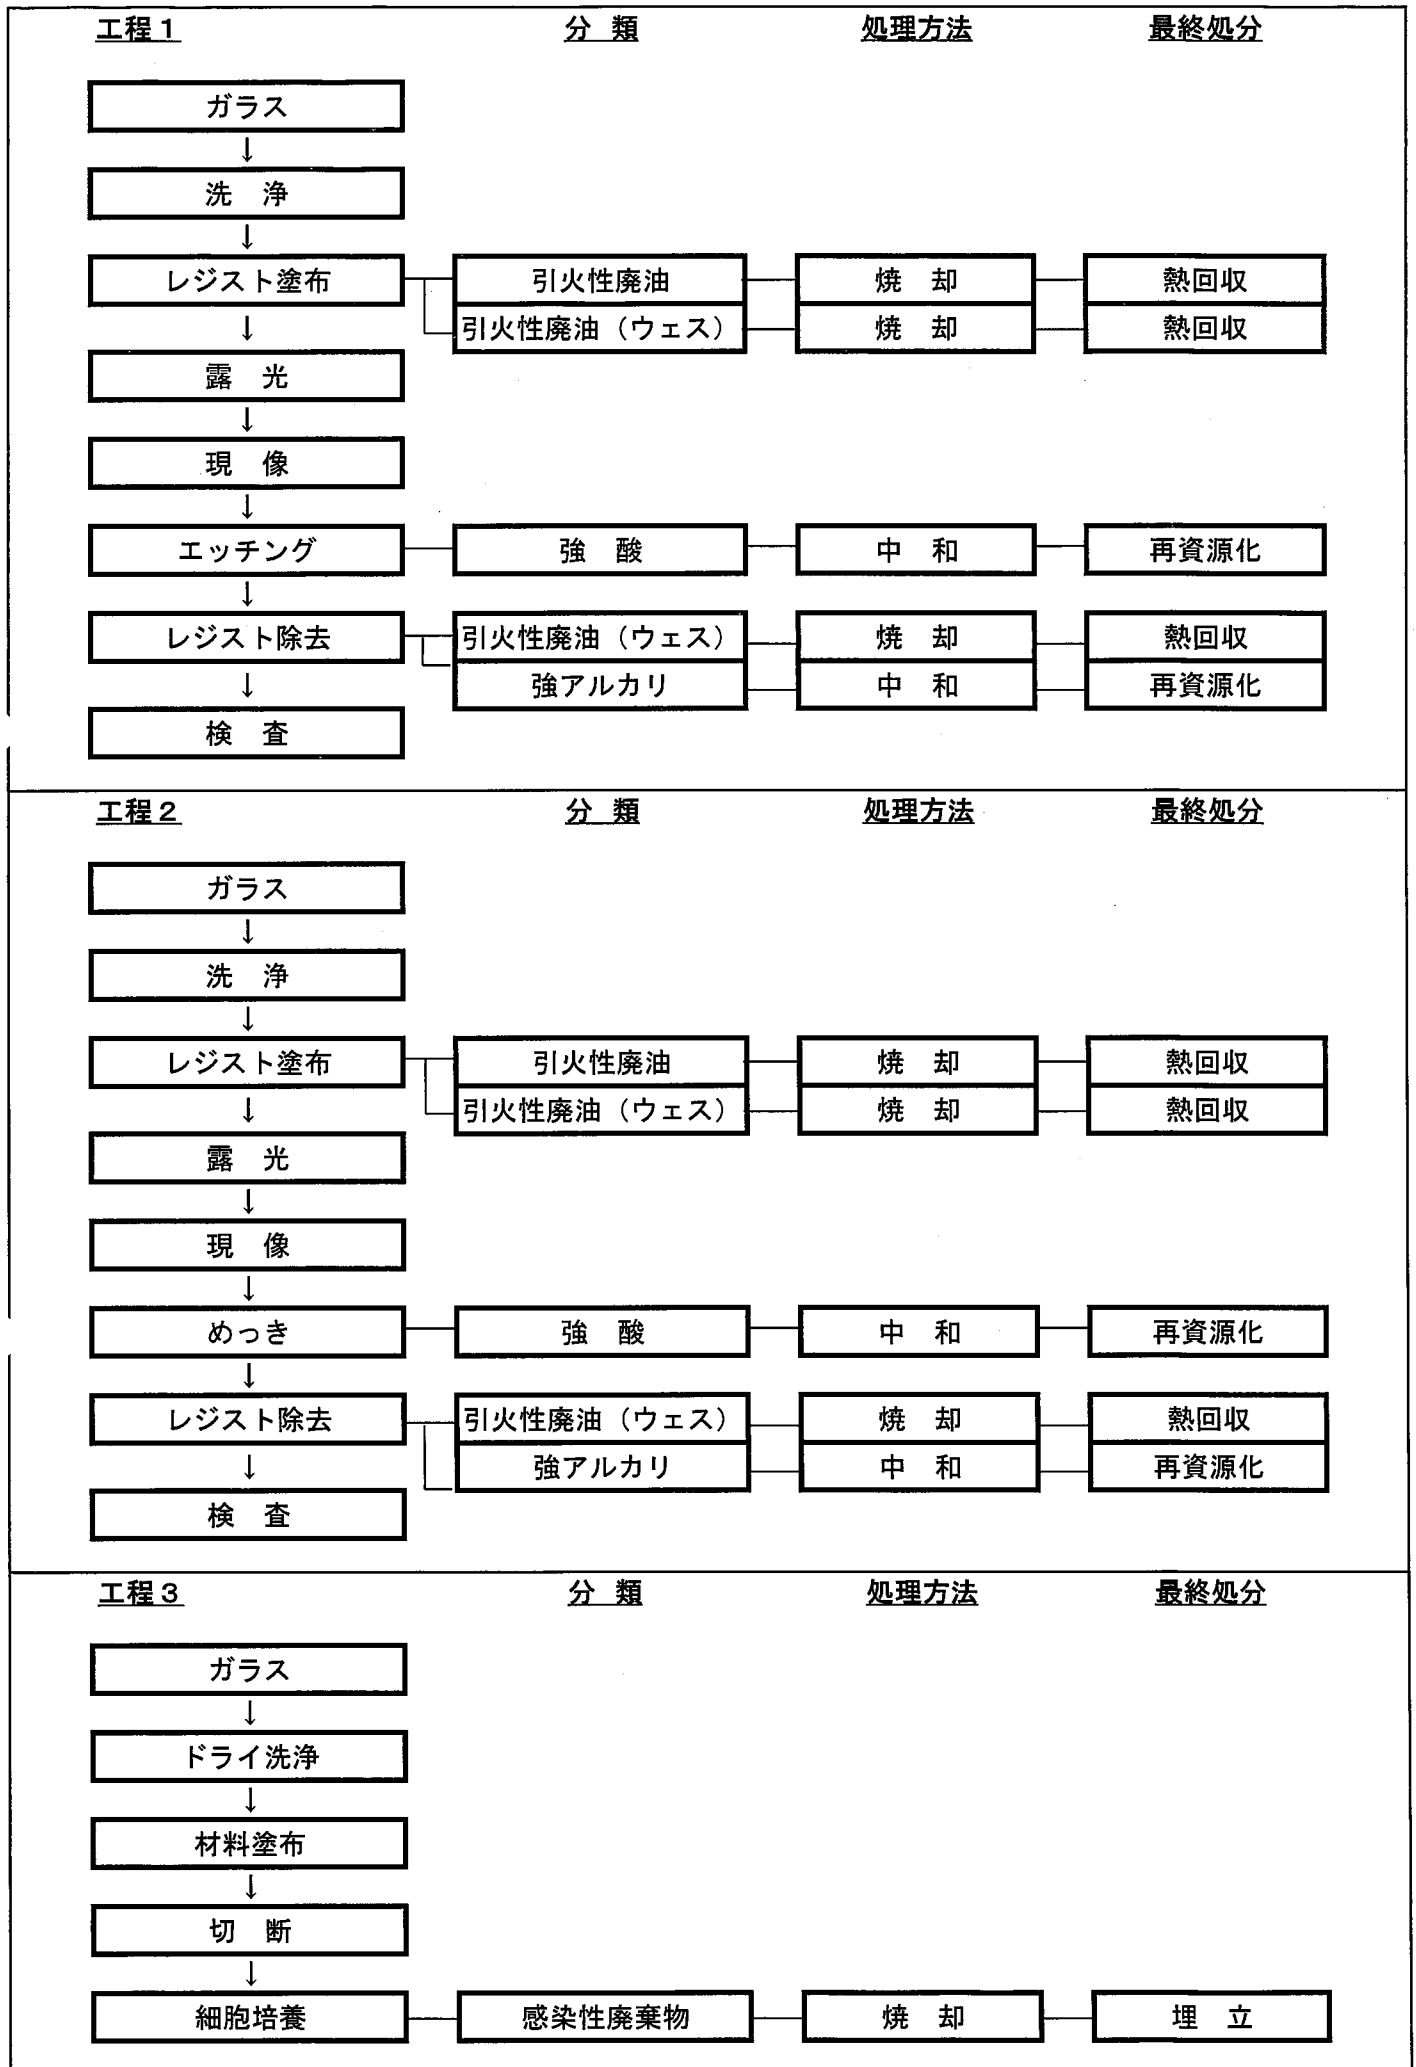 工程１ 分 類 処理方法 最終処分
ガラス
↓
洗 浄
↓
レジスト塗布 引火性廃油 焼 却 熱回収
↓ 引火性廃油（ウェス） 焼 却 熱回収
露 光
↓
現 像
↓
エッチング 強 酸 中 和 再資源化
↓
レジスト除去 引火性廃油（ウェス） 焼 却 熱回収
↓ 強アルカリ 中 和 再資源化
検 査
工程２ 分 類 処理方法 最終処分
ガラス
↓
洗 浄
↓
レジスト塗布 引火性廃油 焼 却 熱回収
↓ 引火性廃油（ウェス） 焼 却 熱回収
露 光
↓
現 像
↓
めっき 強 酸 中 和 再資源化
↓
レジスト除去 引火性廃油（ウェス） 焼 却 熱回収
↓ 強アルカリ 中 和 再資源化
検 査
工程３ 分 類 処理方法 最終処分
ガラス
↓
ドライ洗浄
↓
材料塗布
↓
切 断
↓
細胞培養 感染性廃棄物 焼 却 埋 立